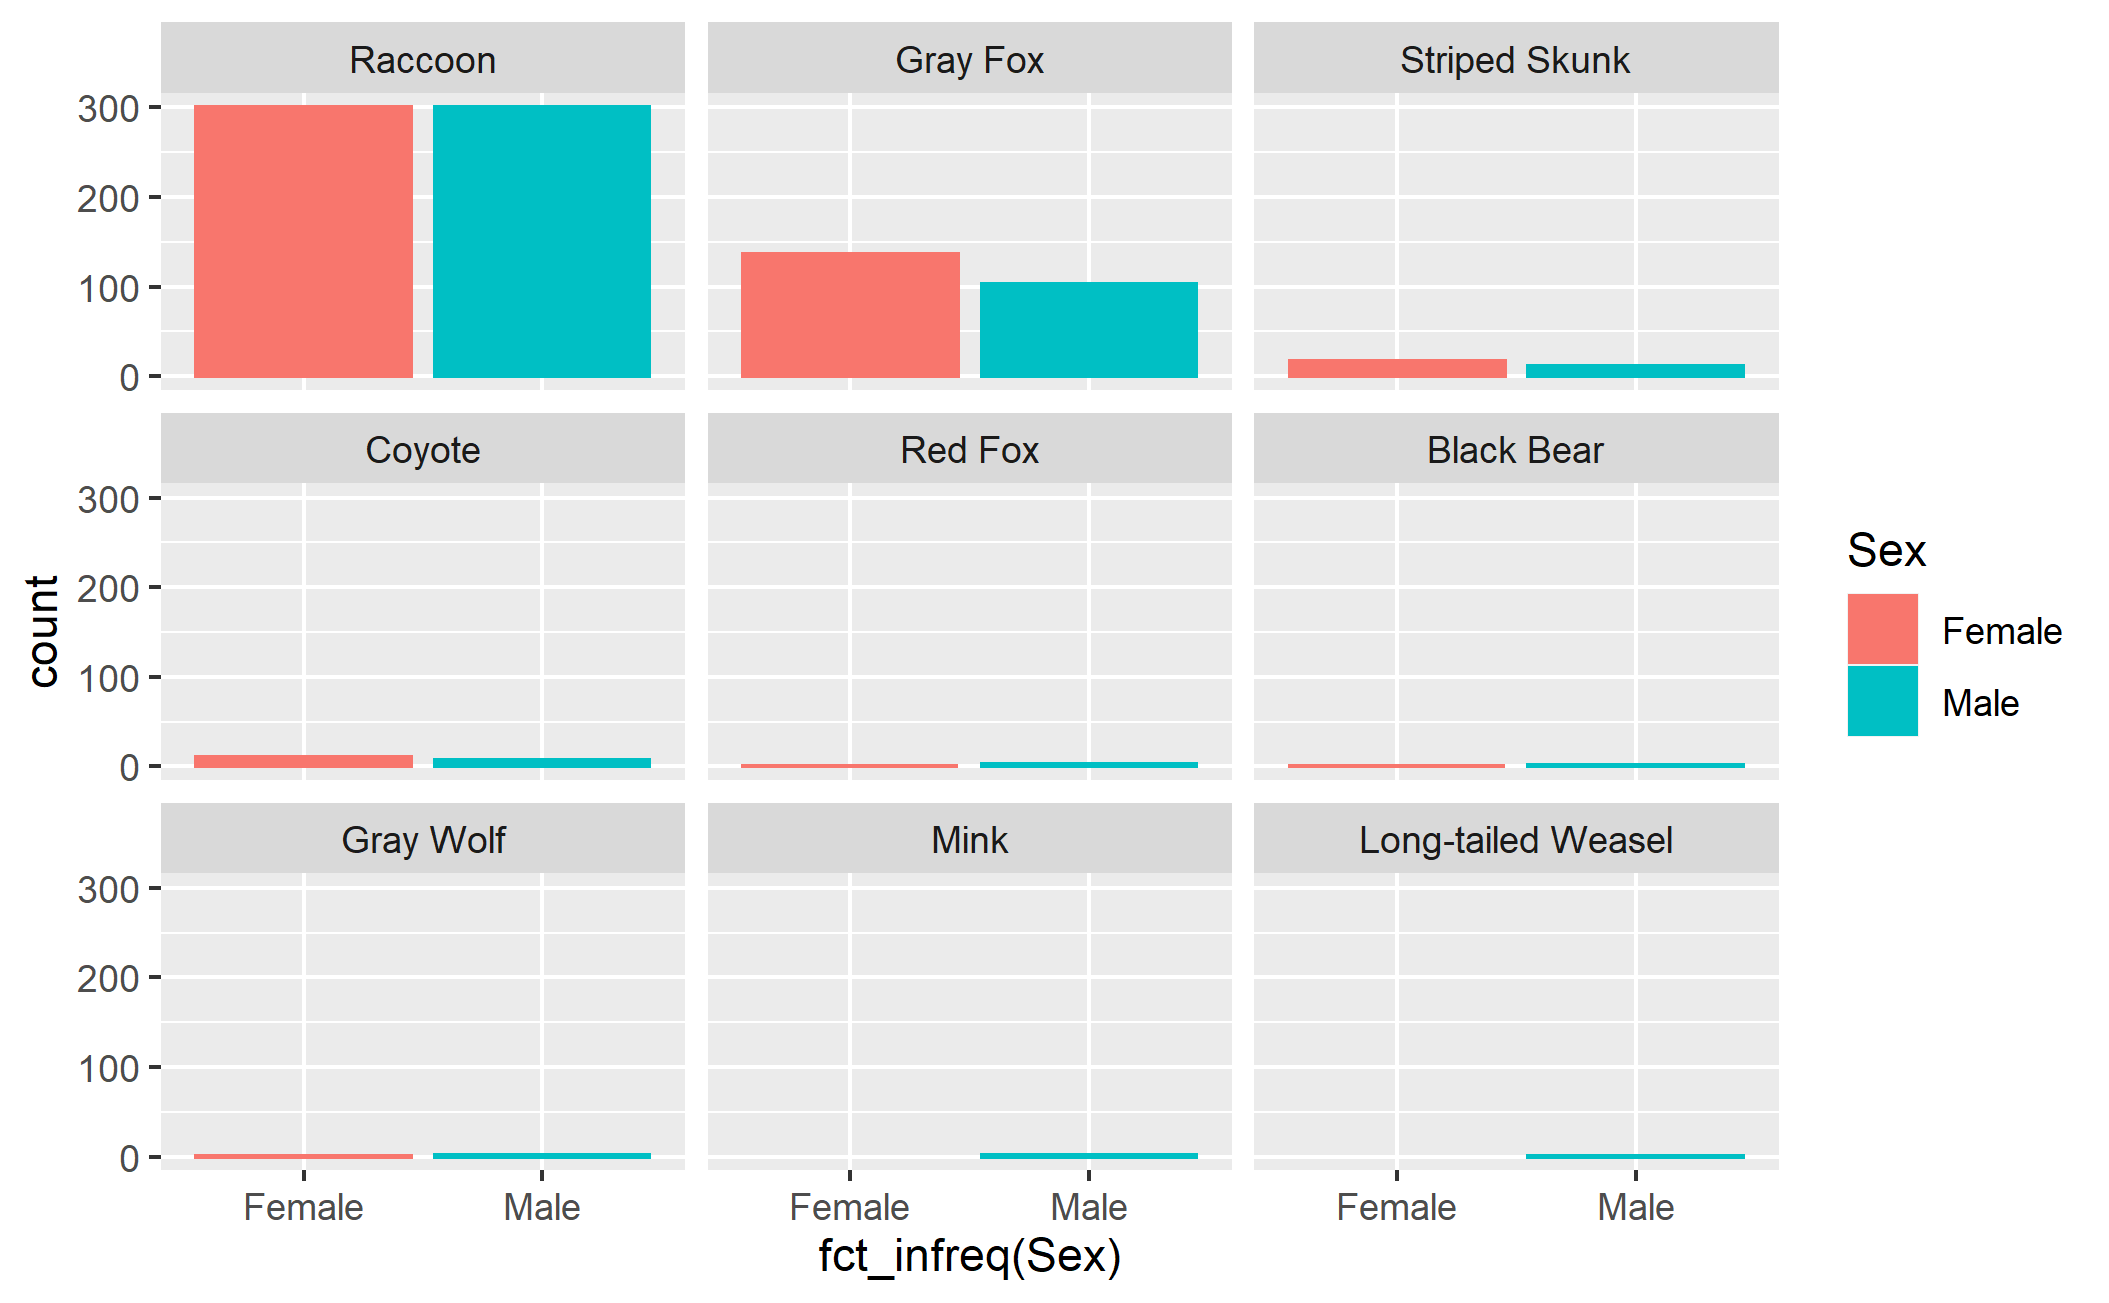 Raccoon
Gray Fox
Striped Skunk
300
200
100
0
Coyote
Red Fox
Black Bear
300
200
100
0
Gray Wolf
Mink
Long-tailed Weasel
300
200
100
0
Female
Male
Female
Male
Female
Male
fct_infreq(Sex)
count
Sex
Female
Male